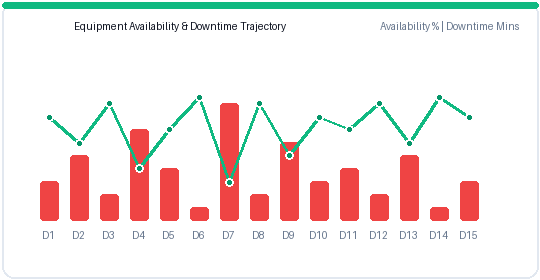 Equipment Availability & Downtime Trajectory
Availability % | Downtime Mins
D1 D2 D3 D4 D5 D6 D7 D8 D9 D10 D11 D12 D13 D14 D15